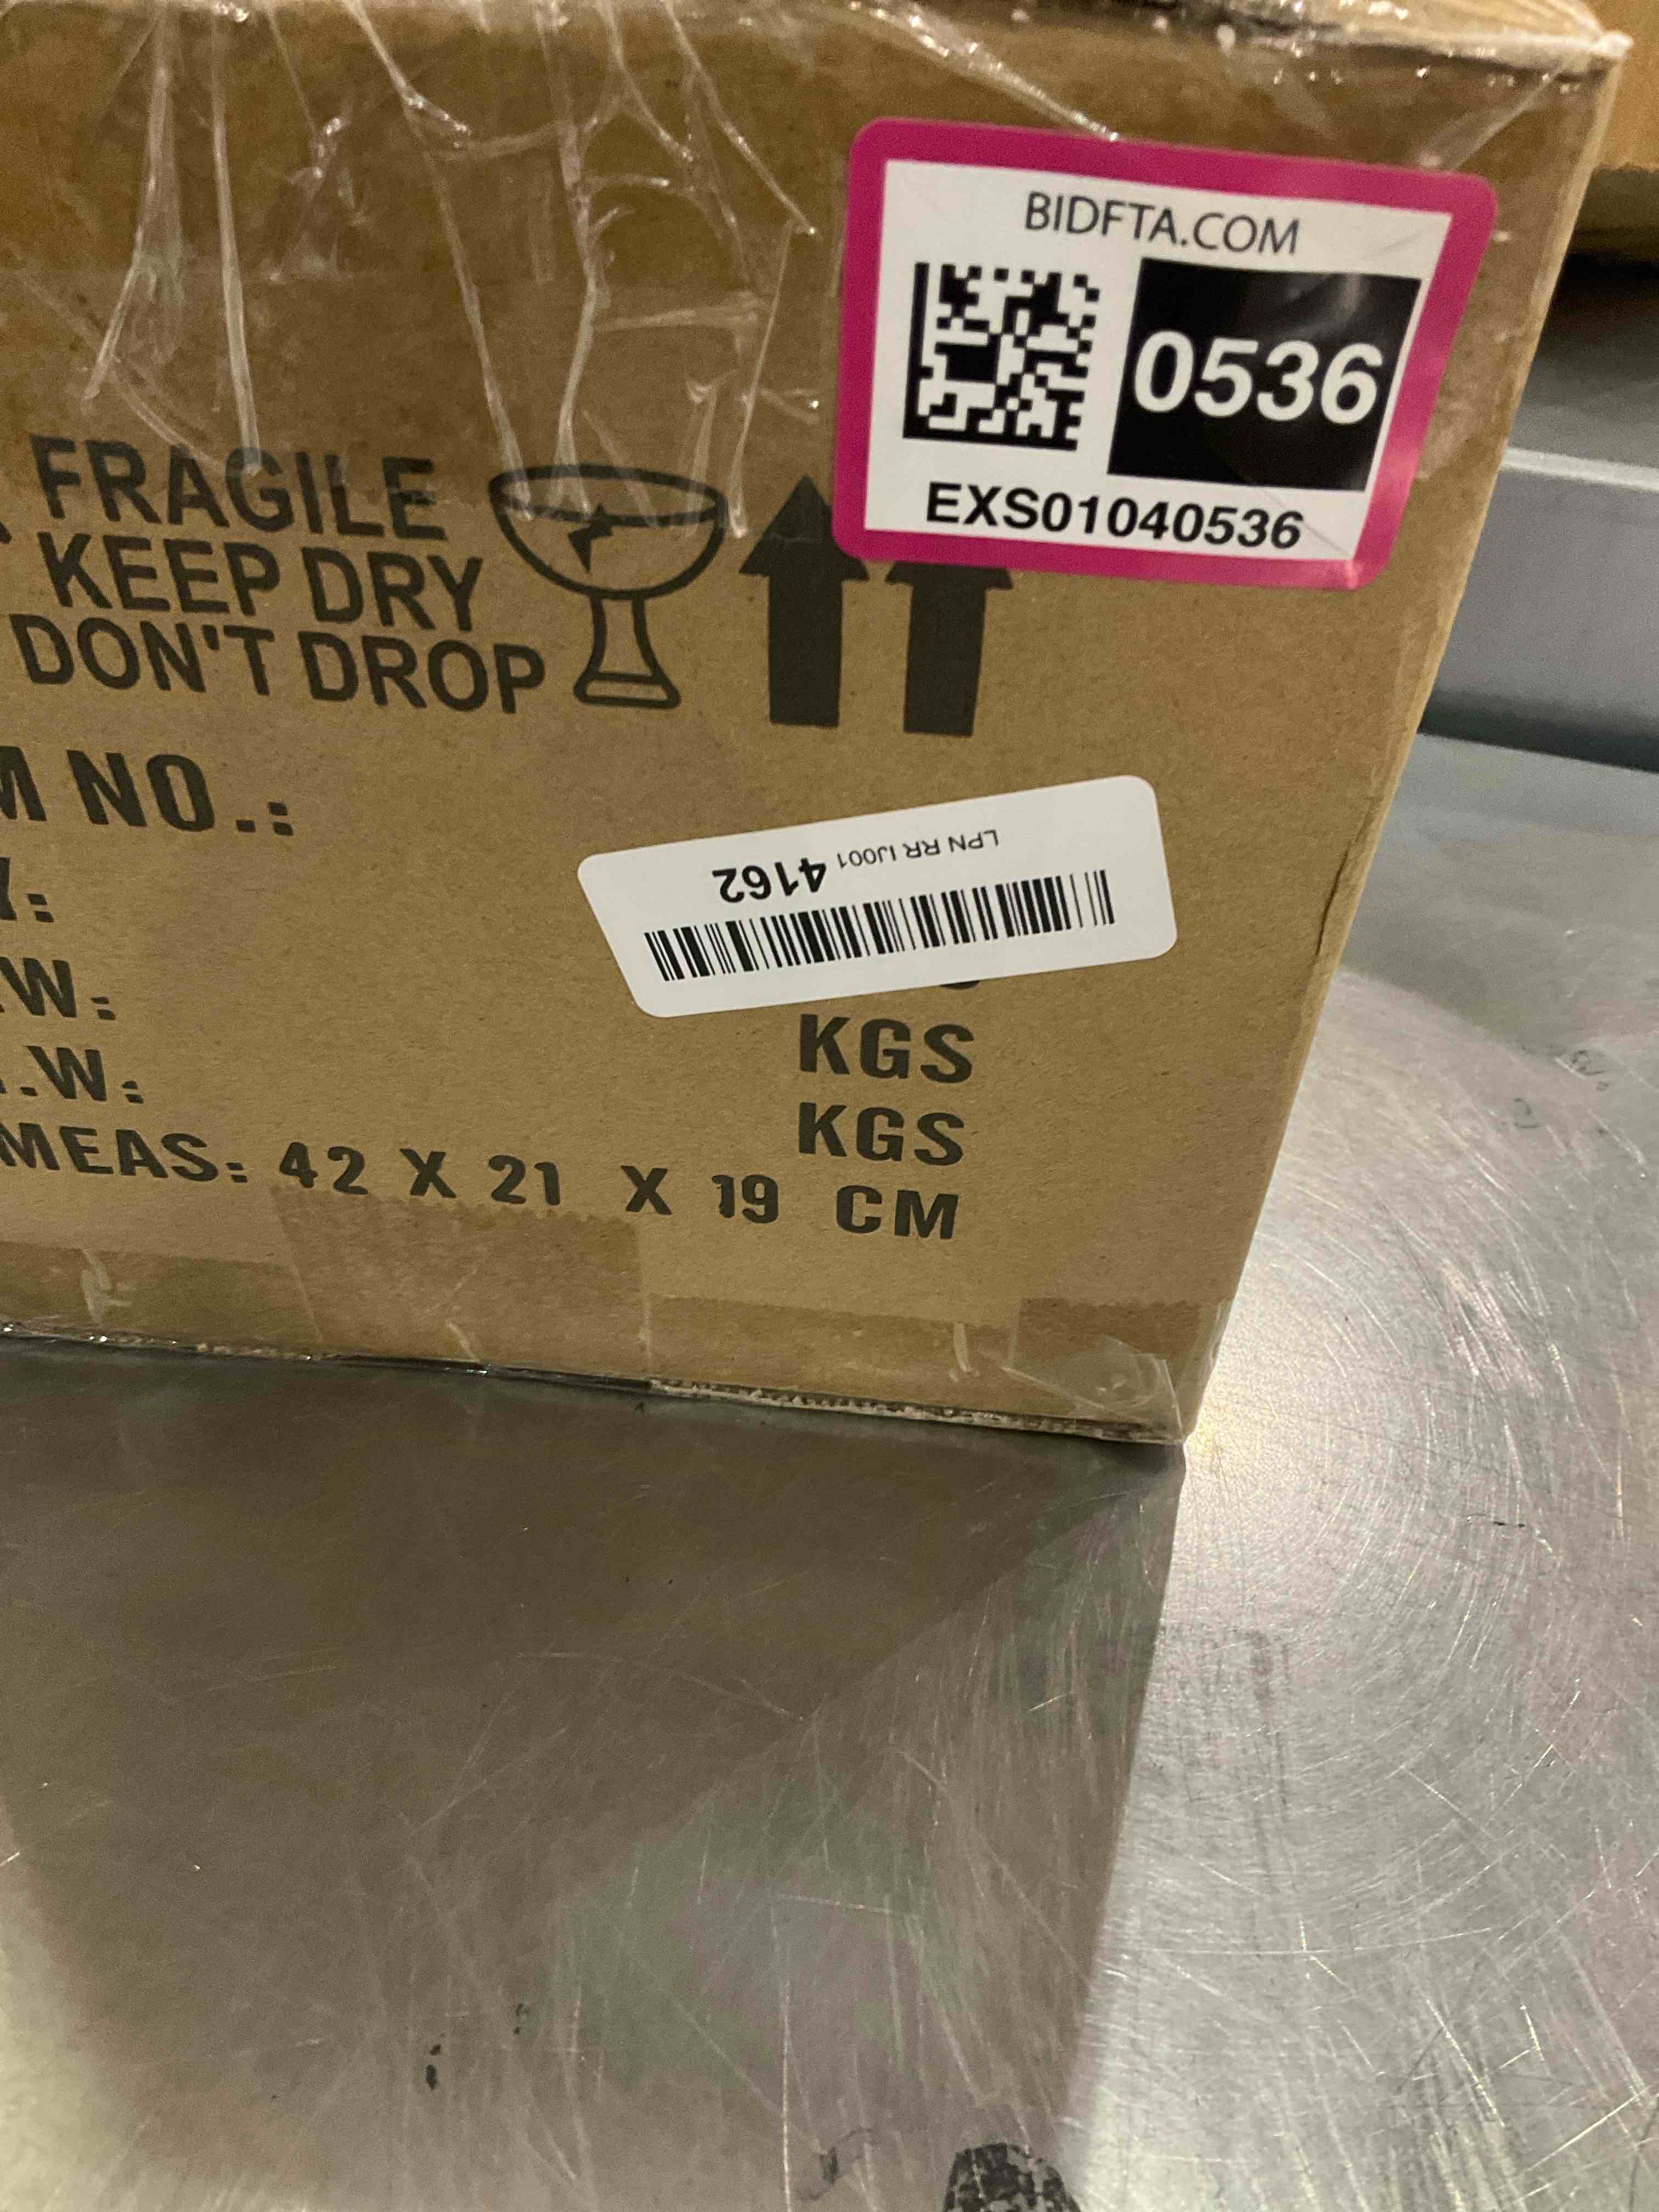 BIDFTA.COM
0536
EXS01040536
FRAGILE
KEEP DRY
DON'T DROP
M NO.:
LPN RR IJ001 4162
Y:
.W:
KGS
.W:
KGS
MEAS: 42 X 21 X 19 CM